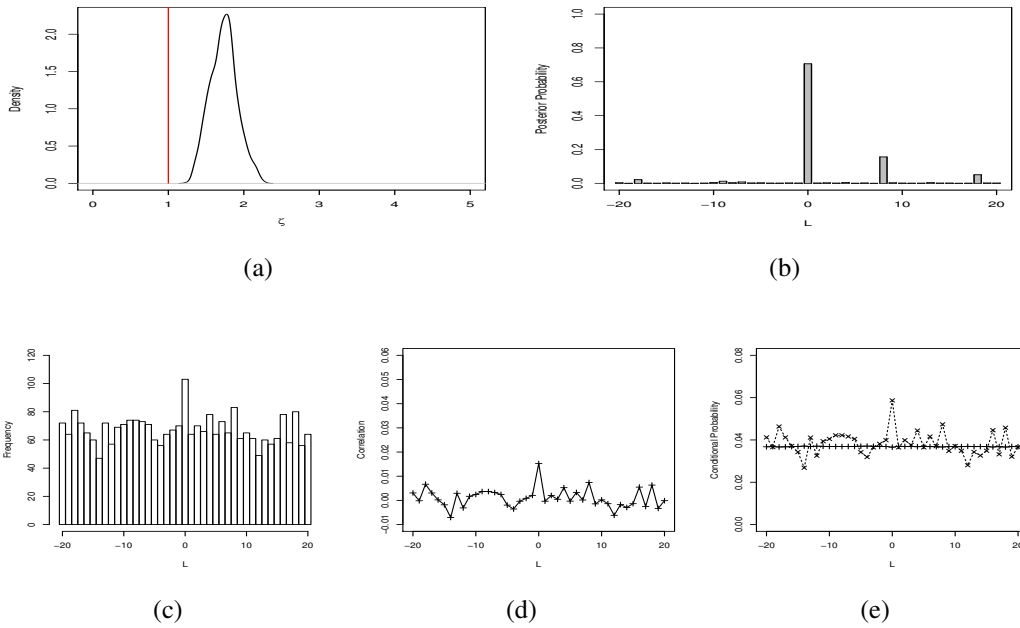 Density
0.0 0.5 1.0 1.5 2.0
0 1 2 3 4 5
ζ
(a)
Posterior Probability
0.0 0.2 0.4 0.6 0.8 1.0
−20 −10 0 10 20
L
(b)
Frequency
0 20 40 60 80 100 120
−20 −10 0 10 20
L
(c)
Correlation
−0.01 0.00 0.01 0.02 0.03 0.04 0.05 0.06
−20 −10 0 10 20
L
(d)
Conditional Probability
0.00 0.02 0.04 0.06 0.08
−20 −10 0 10 20
L
(e)